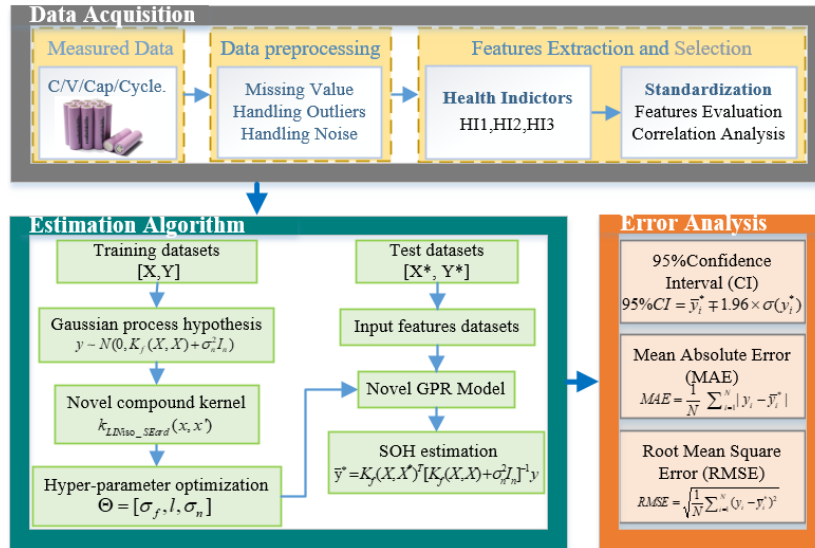 Data Acquisition
Measured Data
C/V/Cap/Cycle.
Data preprocessing
Missing Value
Handling Outliers
Handling Noise
Features Extraction and Selection
Health Indictors
HI1,HI2,HI3
Standardization
Features Evaluation
Correlation Analysis
Estimation Algorithm
Training datasets
[X,Y]
Gaussian process hypothesis
y ~ N(0, K_f (X, X) + σ_n^2 I_n)
Novel compound kernel
k_{LINiso_SEard}(x, x')
Hyper-parameter optimization
Θ = [σ_f, l, σ_n]
Test datasets
[X*, Y*]
Input features datasets
Novel GPR Model
SOH estimation
ȳ* = K_f(X, X*)^T [K_f(X, X) + σ_n^2 I_n]^{-1} y
Error Analysis
95%Confidence
Interval (CI)
95%CI = ȳ_i^* ∓ 1.96 × σ(y_i^*)
Mean Absolute Error
(MAE)
MAE = 1/N ∑_{i=1}^N | y_i − ȳ_i^* |
Root Mean Square
Error (RMSE)
RMSE = √(1/N ∑_{i=1}^N (y_i − ȳ_i^*)^2)